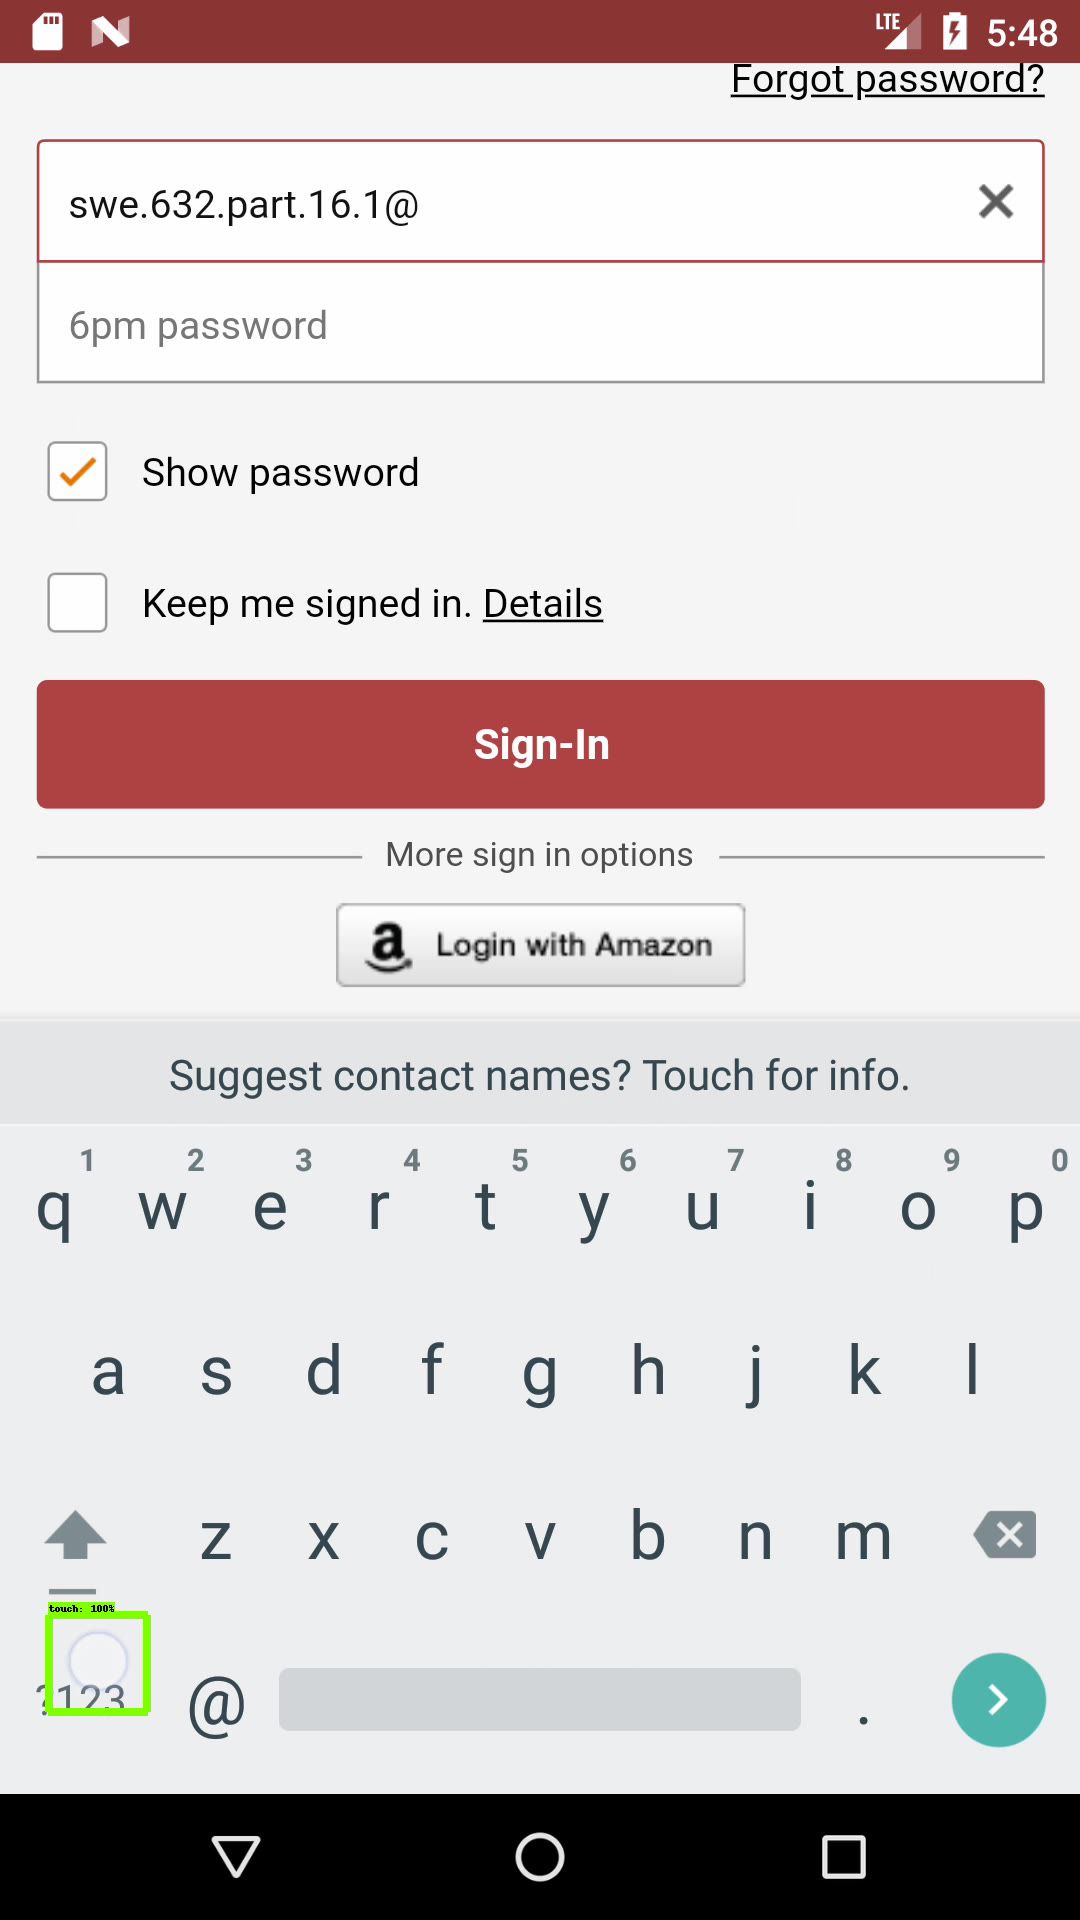 LTE 5:48
Forgot password?
swe.632.part.16.1@
6pm password
Show password
Keep me signed in. Details
Sign-In
More sign in options
a Login with Amazon
Suggest contact names? Touch for info.
1 2 3 4 5 6 7 8 9 0
q w e r t y u i o p
a s d f g h j k l
z x c v b n m
touch: 100%
?123 @ .